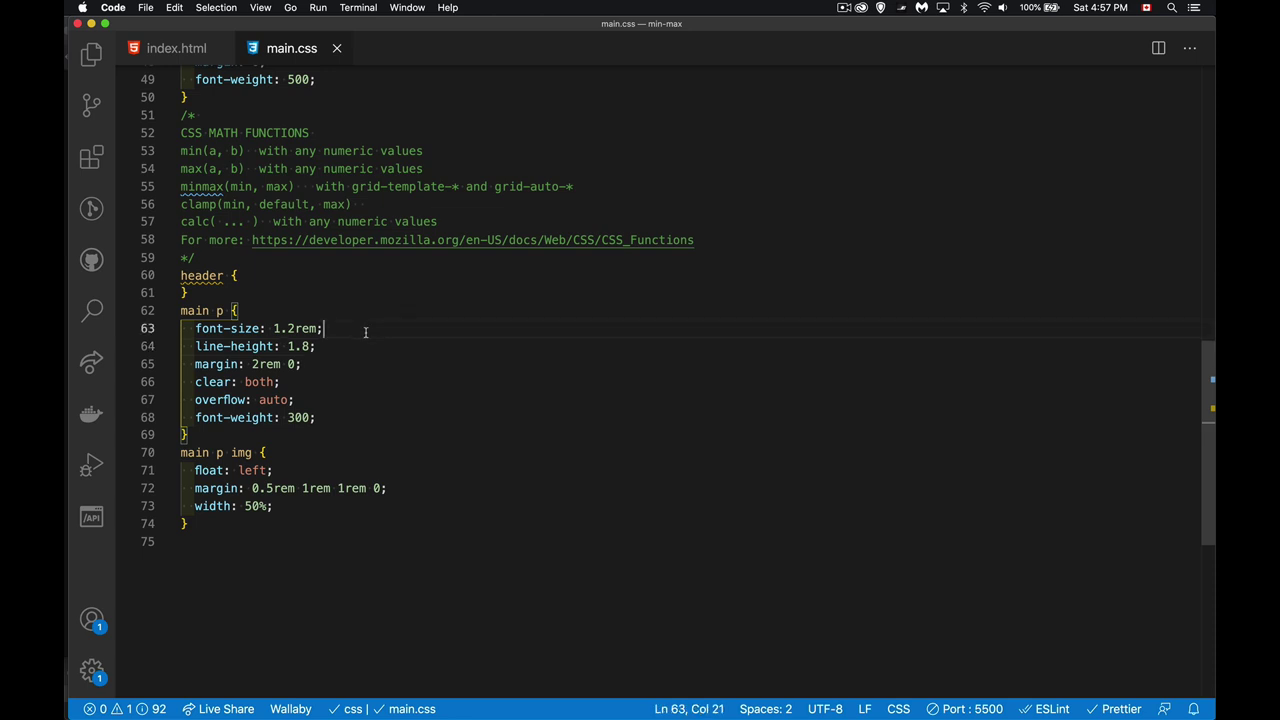 Code File Edit Selection View Go Run Terminal Window Help 100% Sat 4:57 PM
main.css — min-max
index.html main.css
49 font-weight: 500;
50 }
51 /*
52 CSS MATH FUNCTIONS
53 min(a, b) with any numeric values
54 max(a, b) with any numeric values
55 minmax(min, max) with grid-template-* and grid-auto-*
56 clamp(min, default, max)
57 calc( ... ) with any numeric values
58 For more: https://developer.mozilla.org/en-US/docs/Web/CSS/CSS_Functions
59 */
60 header {
61 }
62 main p {
63 font-size: 1.2rem;
64 line-height: 1.8;
65 margin: 2rem 0;
66 clear: both;
67 overflow: auto;
68 font-weight: 300;
69 }
70 main p img {
71 float: left;
72 margin: 0.5rem 1rem 1rem 0;
73 width: 50%;
74 }
75
/API
1
1
0 1 92 Live Share Wallaby css | main.css Ln 63, Col 21 Spaces: 2 UTF-8 LF CSS Port : 5500 ESLint Prettier